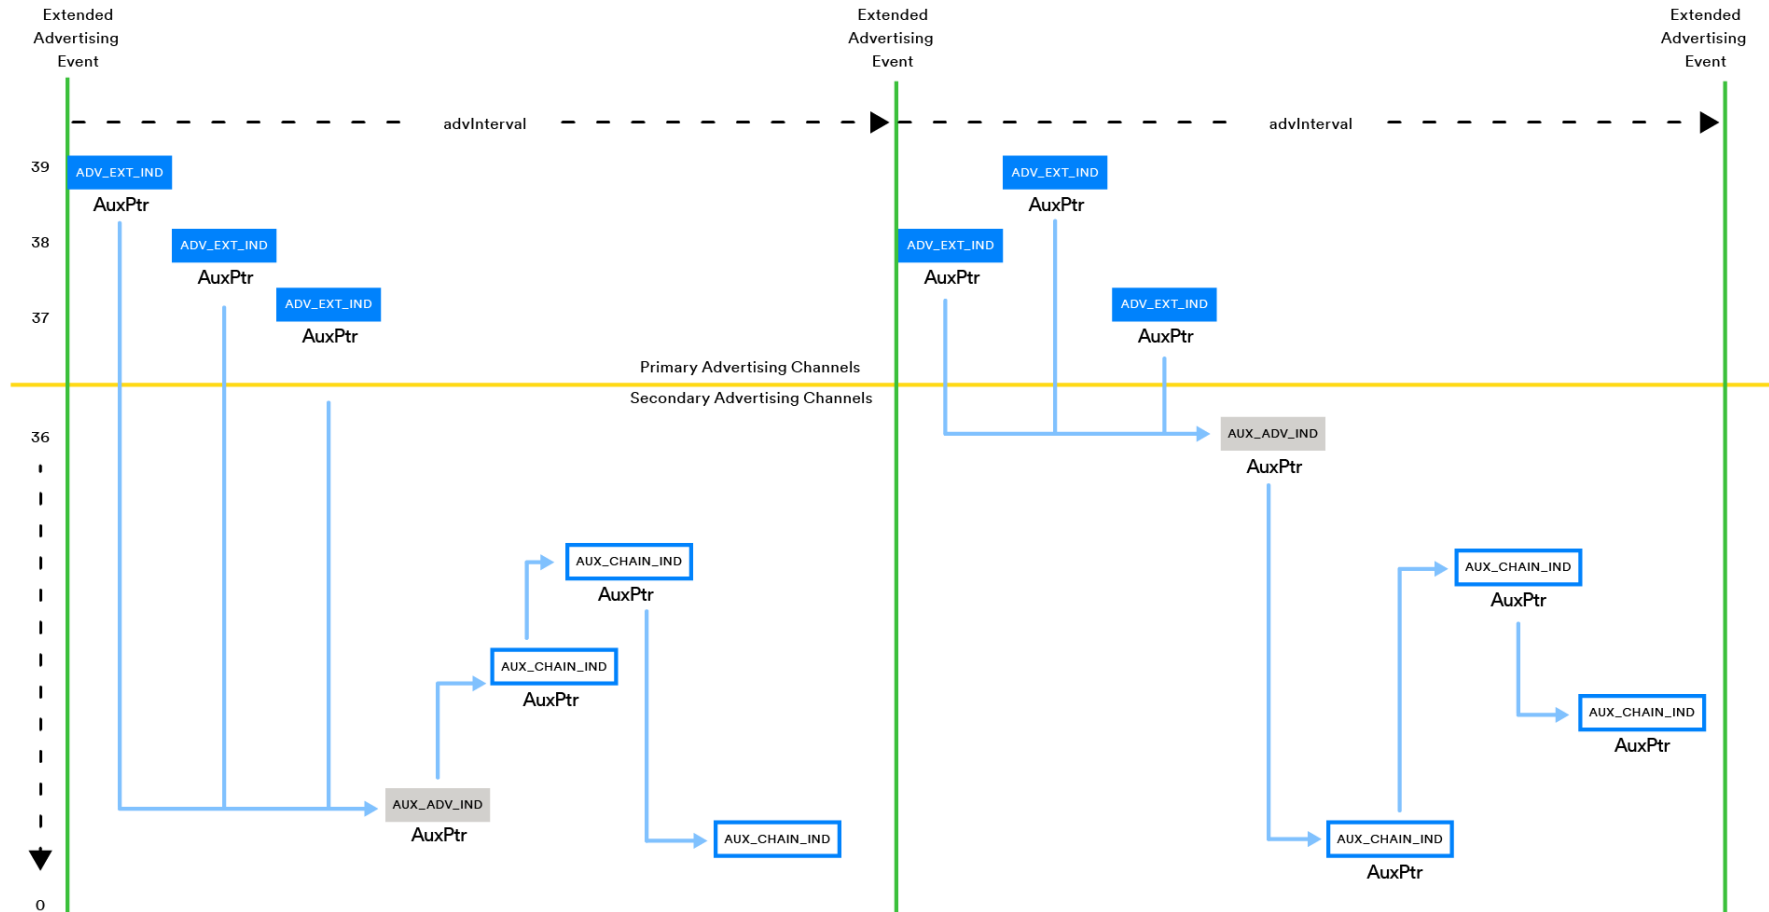 Extended
Advertising
Event
Extended
Advertising
Event
Extended
Advertising
Event
advInterval
advInterval
39
ADV_EXT_IND
AuxPtr
ADV_EXT_IND
AuxPtr
38
ADV_EXT_IND
AuxPtr
ADV_EXT_IND
AuxPtr
37
ADV_EXT_IND
AuxPtr
ADV_EXT_IND
AuxPtr
Primary Advertising Channels
Secondary Advertising Channels
36
AUX_ADV_IND
AuxPtr
AUX_CHAIN_IND
AuxPtr
AUX_CHAIN_IND
AuxPtr
AUX_CHAIN_IND
AuxPtr
AUX_CHAIN_IND
AuxPtr
AUX_ADV_IND
AuxPtr
AUX_CHAIN_IND
AUX_CHAIN_IND
AuxPtr
0